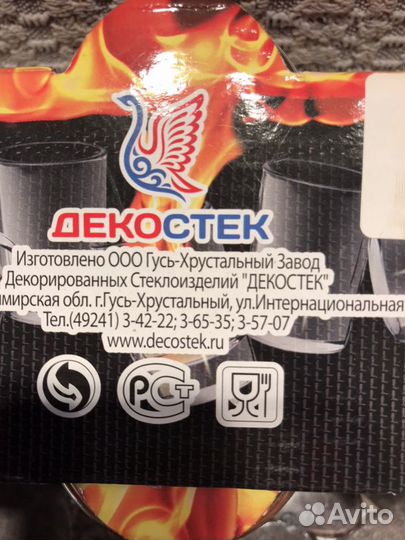 ДЕКОСТЕК
Изготовлено ООО Гусь-Хрустальный Завод
Декорированных Стеклоизделий "ДЕКОСТЕК"
имирская обл. г.Гусь-Хрустальный, ул.Интернациональная
Тел.(49241) 3-42-22; 3-65-35; 3-57-07
www.decostek.ru
РСТ
Avito